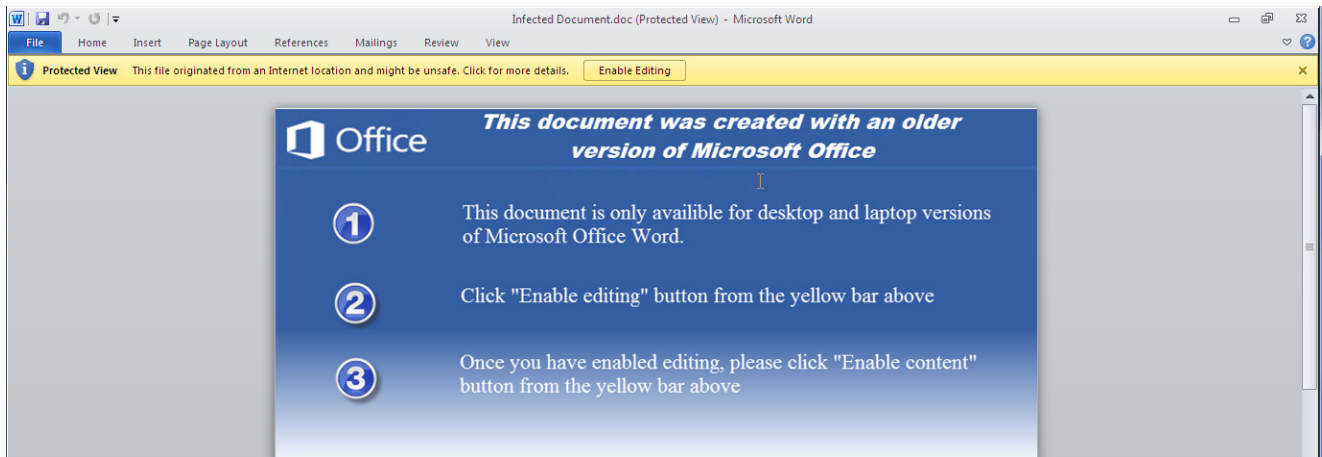 Infected Document.doc (Protected View) - Microsoft Word
File Home Insert Page Layout References Mailings Review View
Protected View This file originated from an Internet location and might be unsafe. Click for more details. Enable Editing
Office
This document was created with an older
version of Microsoft Office
1
This document is only availible for desktop and laptop versions
of Microsoft Office Word.
2
Click "Enable editing" button from the yellow bar above
3
Once you have enabled editing, please click "Enable content"
button from the yellow bar above